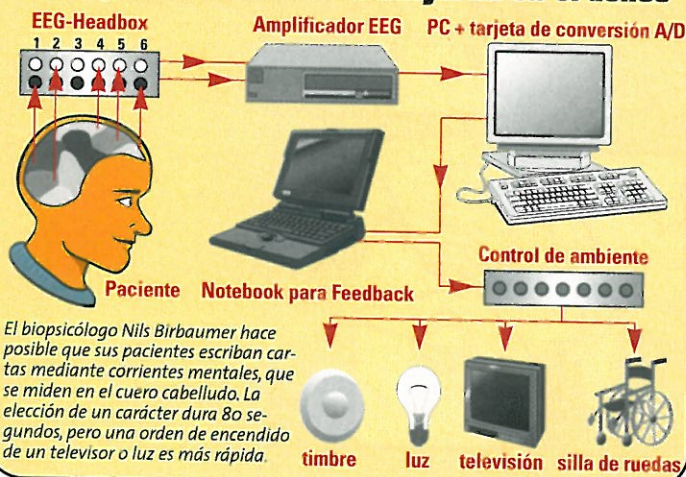 EEG-Headbox
Amplificador EEG
PC + tarjeta de conversión A/D
1 2 3 4 5 6
Control de ambiente
Paciente
Notebook para Feedback
El biopsicólogo Nils Birbaumer hace
posible que sus pacientes escriban car-
tas mediante corrientes mentales, que
se miden en el cuero cabelludo. La
elección de un carácter dura 80 se-
gundos, pero una orden de encendido
de un televisor o luz es más rápida.
timbre
luz
televisión
silla de ruedas